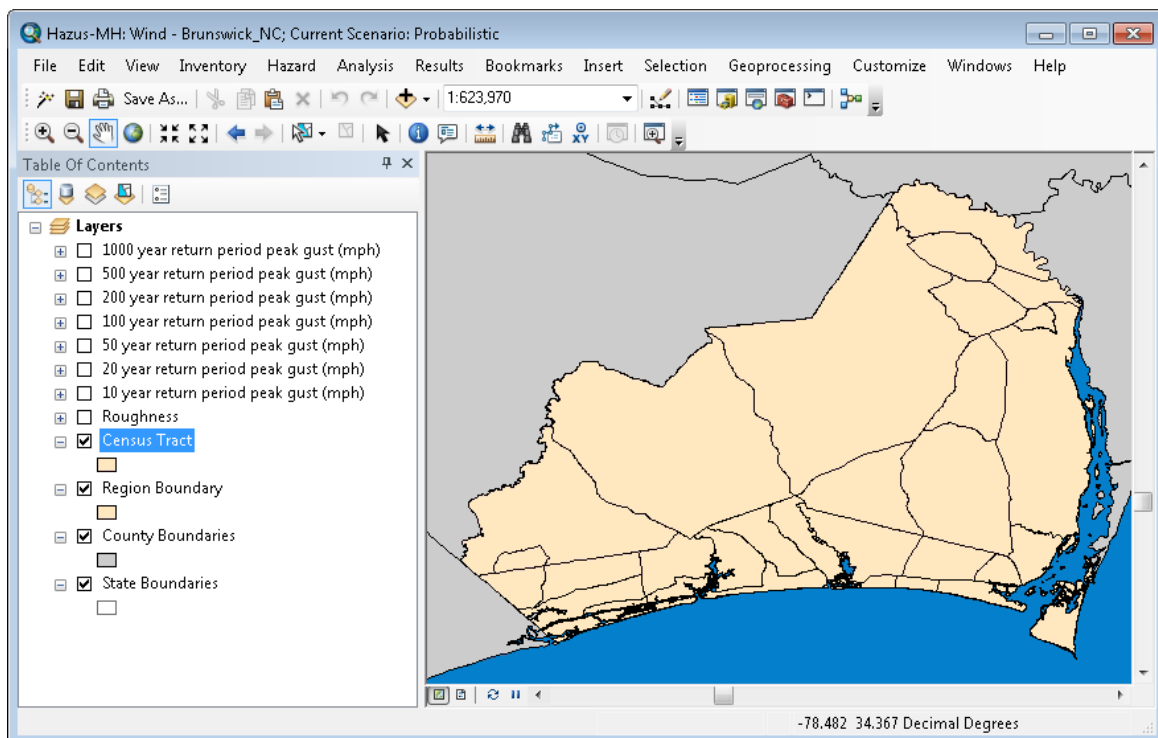 Hazus-MH: Wind - Brunswick_NC; Current Scenario: Probabilistic
File Edit View Inventory Hazard Analysis Results Bookmarks Insert Selection Geoprocessing Customize Windows Help
Save As... 1:623,970
XY
Table Of Contents
Layers
1000 year return period peak gust (mph)
500 year return period peak gust (mph)
200 year return period peak gust (mph)
100 year return period peak gust (mph)
50 year return period peak gust (mph)
20 year return period peak gust (mph)
10 year return period peak gust (mph)
Roughness
Census Tract
Region Boundary
County Boundaries
State Boundaries
-78.482 34.367 Decimal Degrees